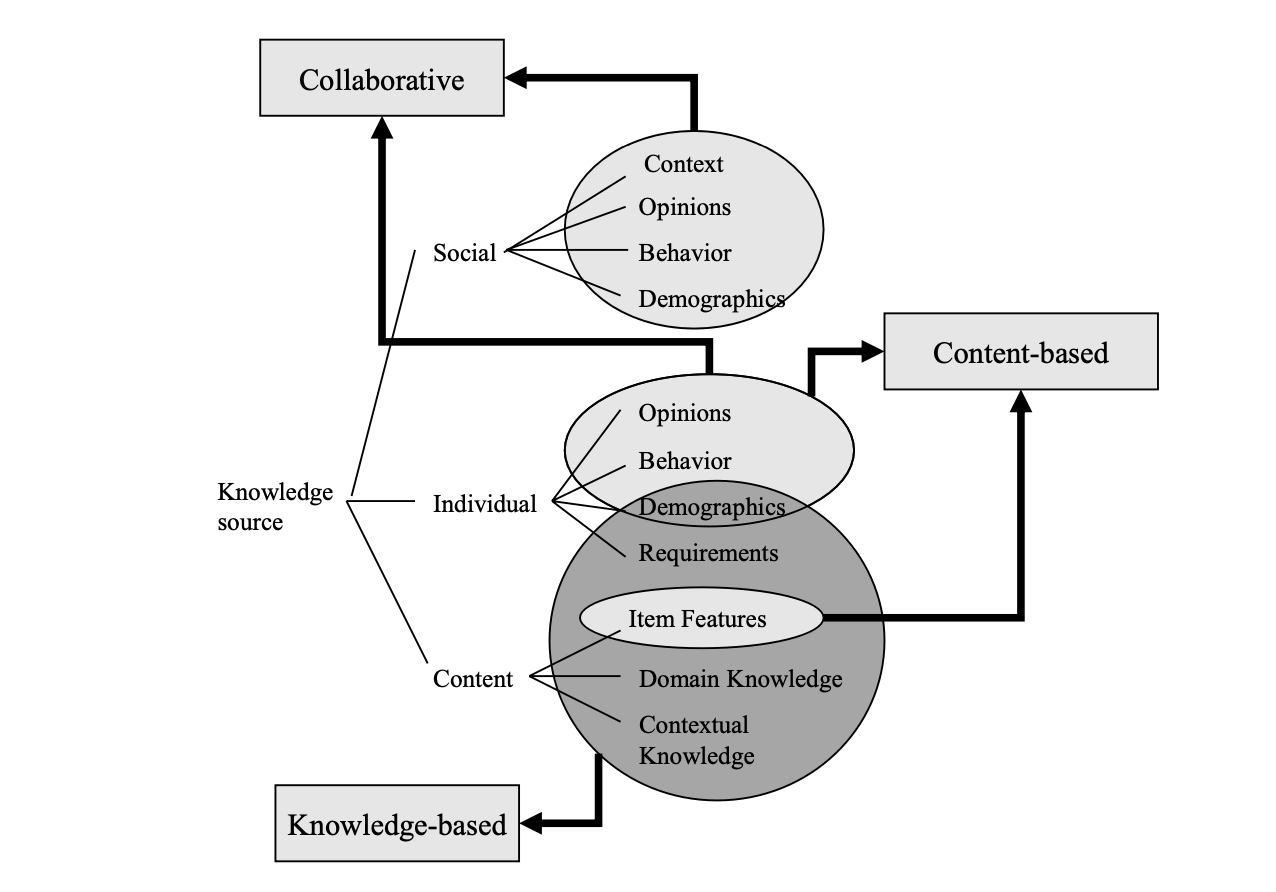 Collaborative
Context
Opinions
Behavior
Social
Demographics
Content-based
Opinions
Behavior
Knowledge
source
Individual
Demographics
Requirements
Item Features
Content
Domain Knowledge
Contextual
Knowledge
Knowledge-based